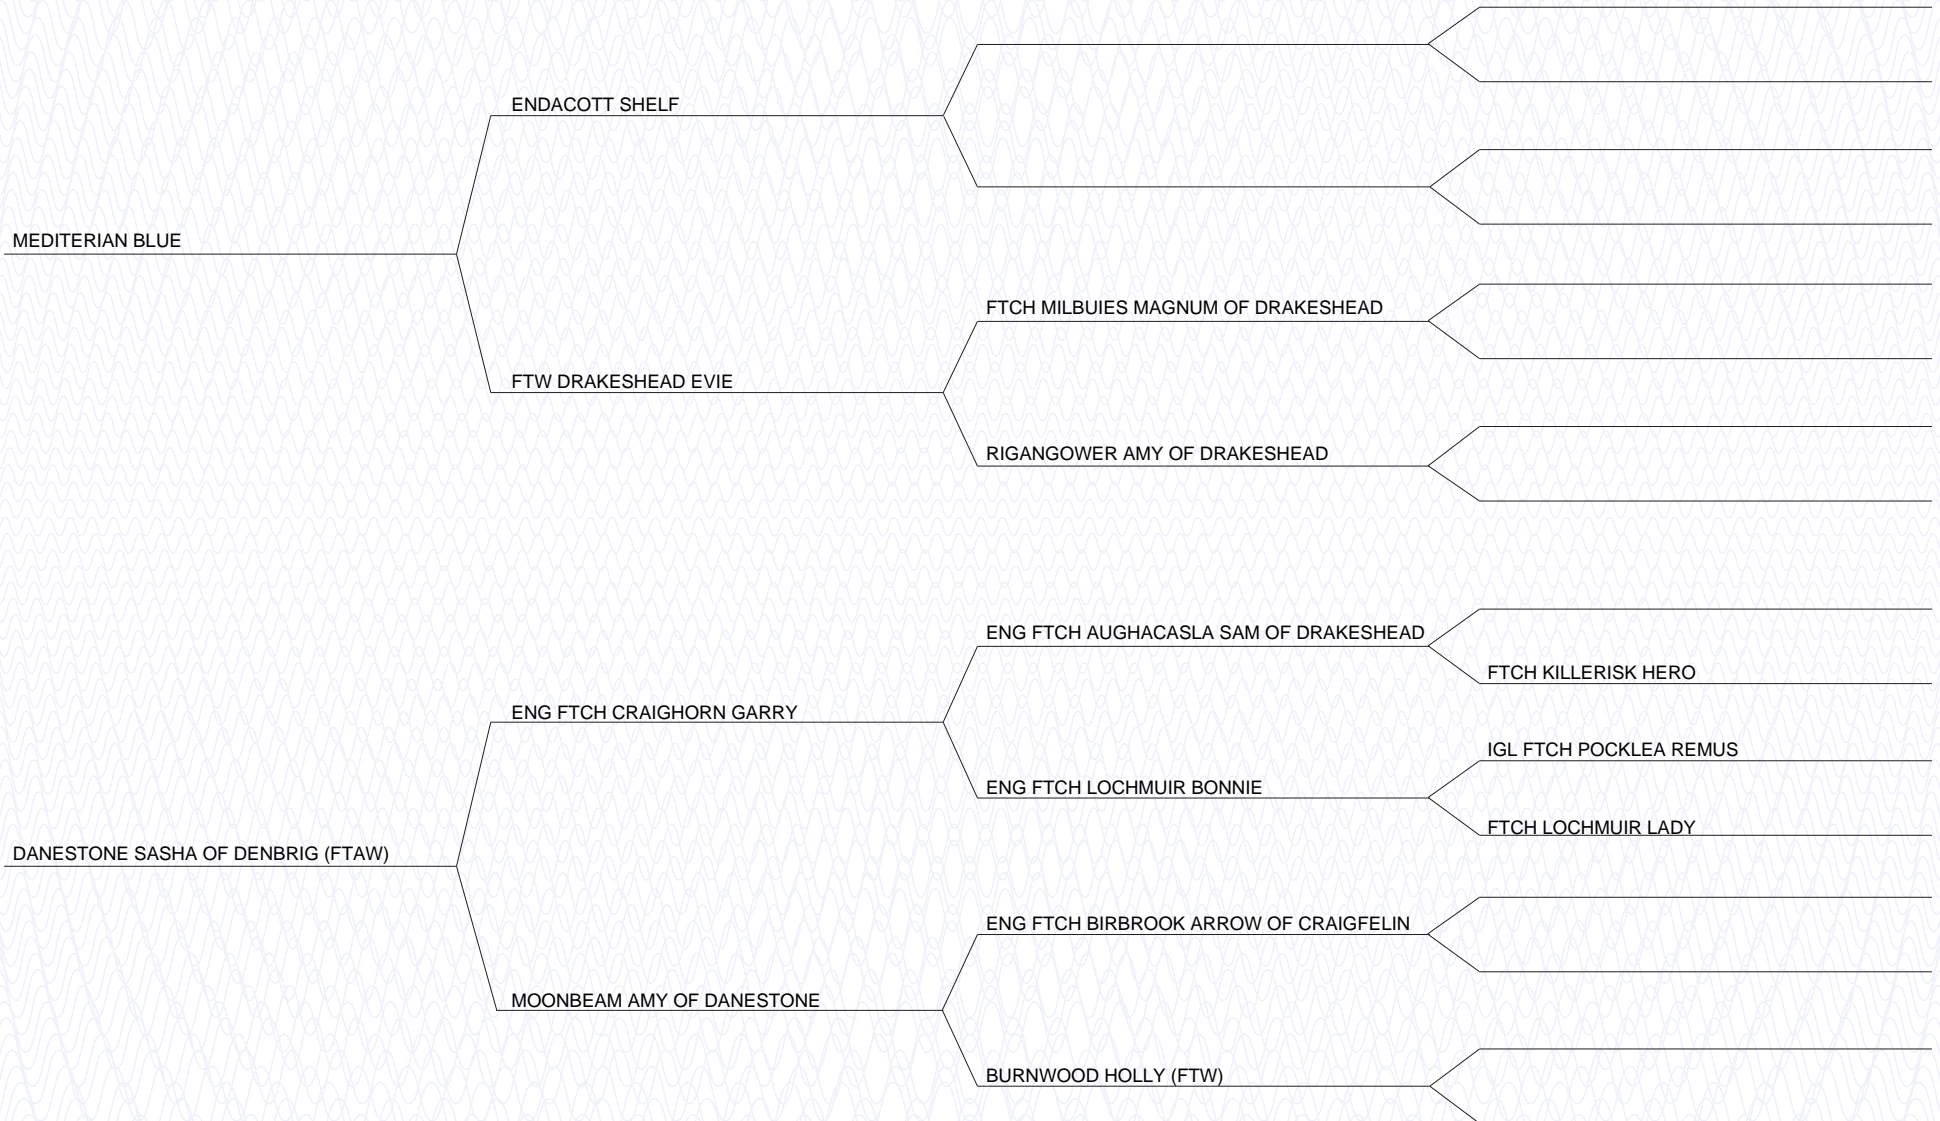 ENDACOTT SHELF
MEDITERIAN BLUE
FTCH MILBUIES MAGNUM OF DRAKESHEAD
FTW DRAKESHEAD EVIE
RIGANGOWER AMY OF DRAKESHEAD
ENG FTCH AUGHACASLA SAM OF DRAKESHEAD
FTCH KILLERISK HERO
ENG FTCH CRAIGHORN GARRY
IGL FTCH POCKLEA REMUS
ENG FTCH LOCHMUIR BONNIE
FTCH LOCHMUIR LADY
DANESTONE SASHA OF DENBRIG (FTAW)
ENG FTCH BIRBROOK ARROW OF CRAIGFELIN
MOONBEAM AMY OF DANESTONE
BURNWOOD HOLLY (FTW)